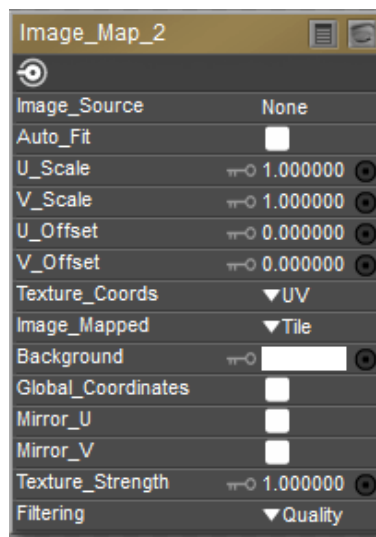 Image_Map_2
Image_Source None
Auto_Fit
U_Scale 1.000000
V_Scale 1.000000
U_Offset 0.000000
V_Offset 0.000000
Texture_Coords ▼UV
Image_Mapped ▼Tile
Background
Global_Coordinates
Mirror_U
Mirror_V
Texture_Strength 1.000000
Filtering ▼Quality